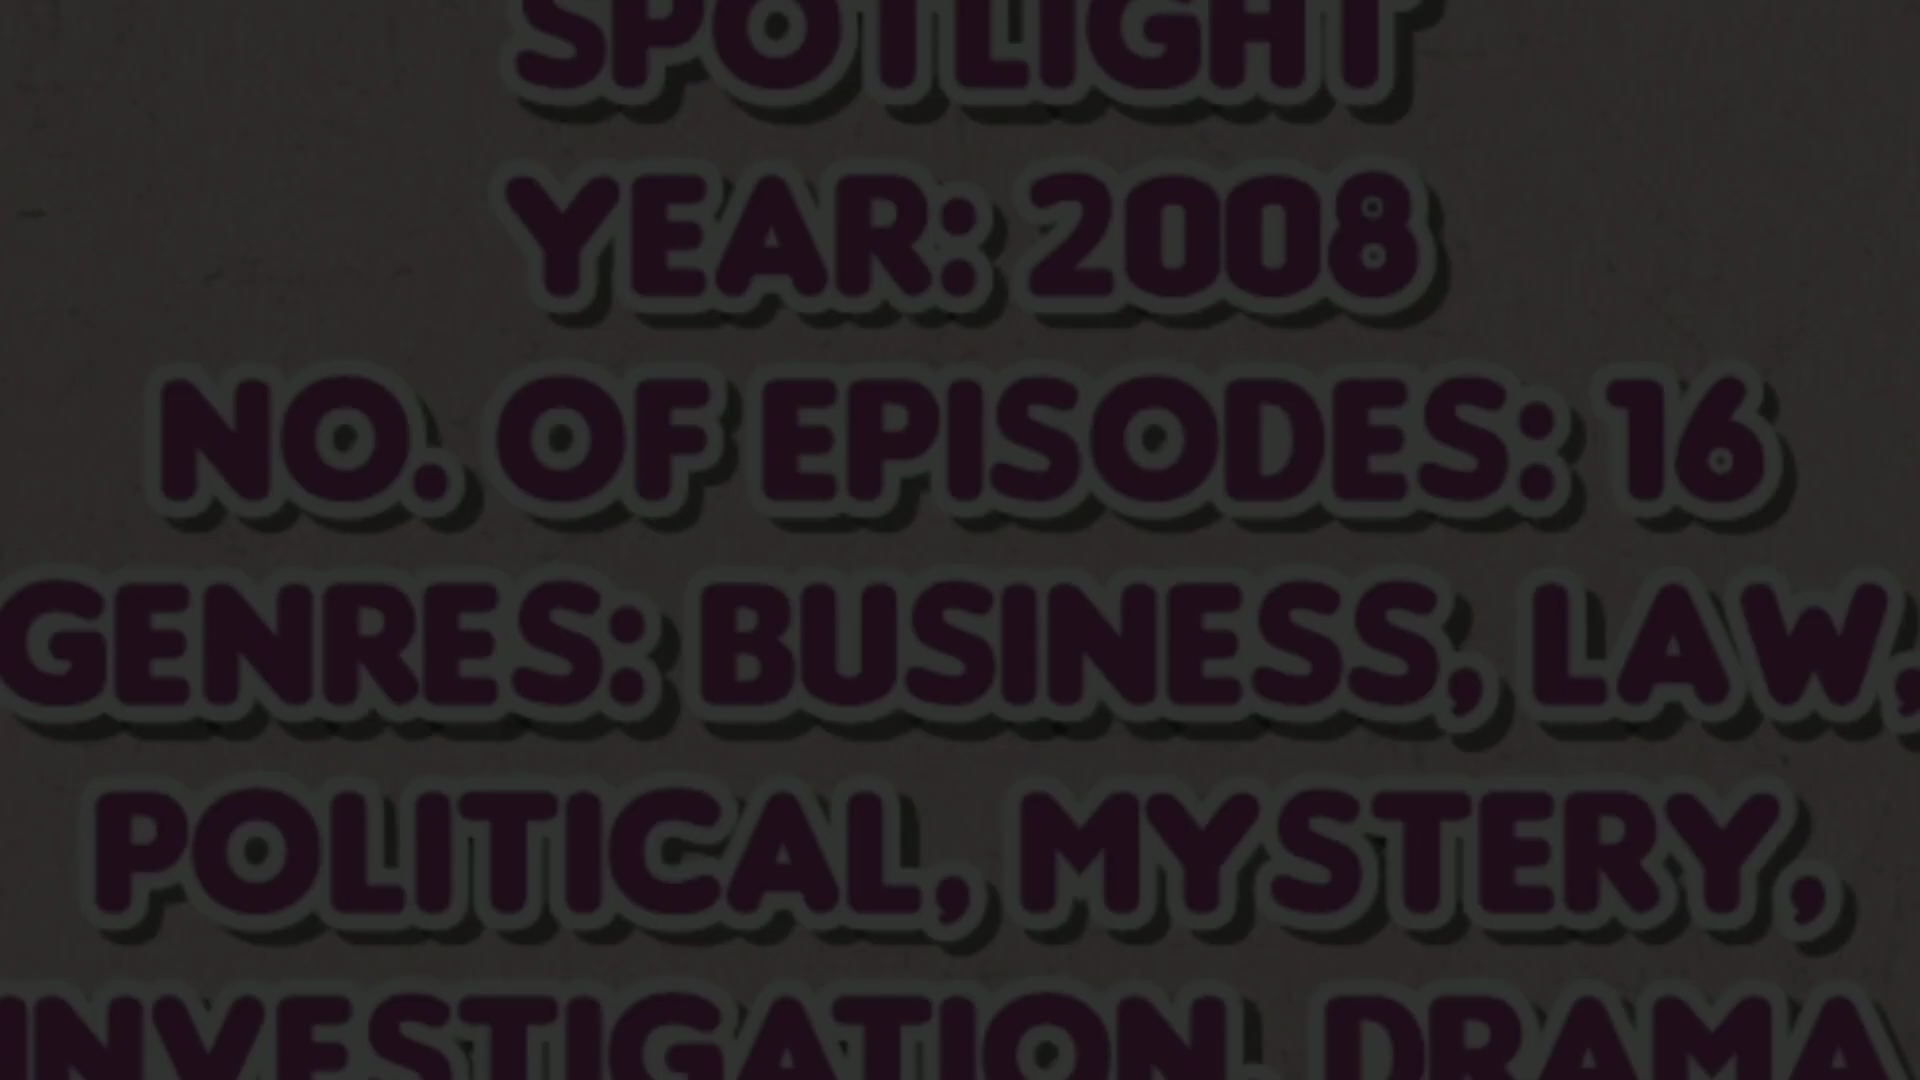 SPOTLIGHT
YEAR: 2008
NO. OF EPISODES: 16
GENRES: BUSINESS, LAW,
POLITICAL, MYSTERY,
INVESTIGATION, DRAMA